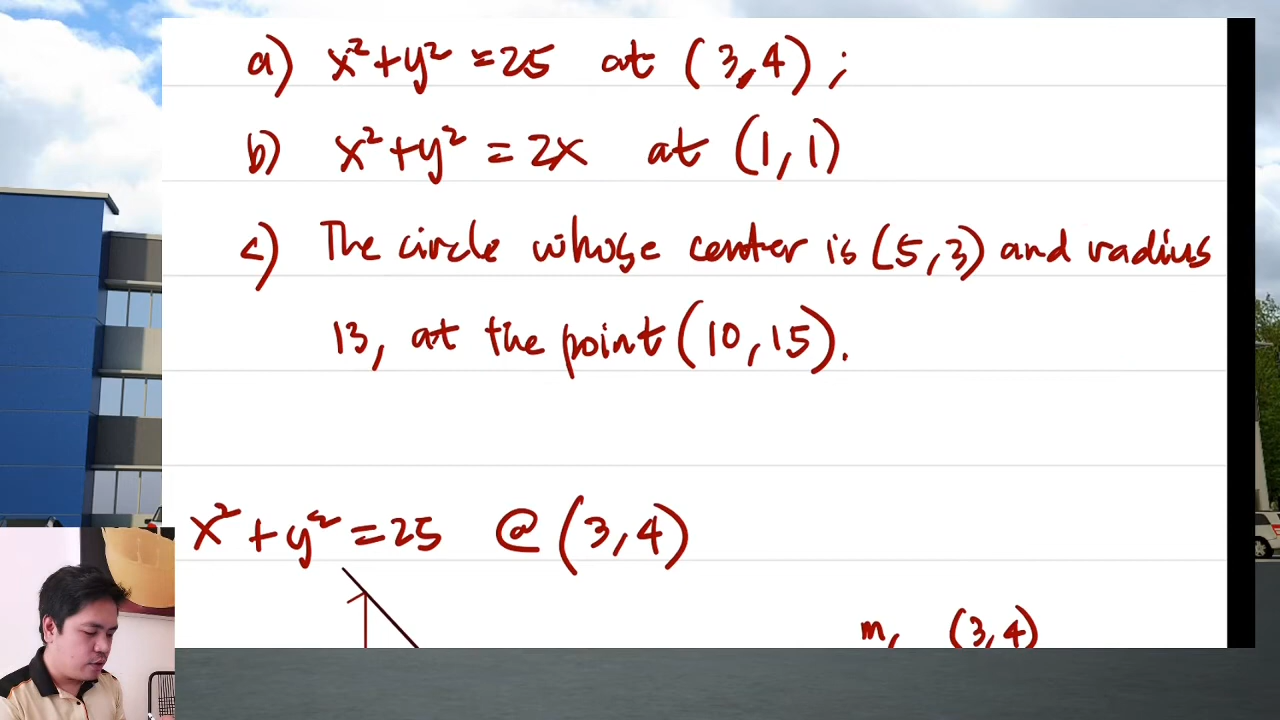 a) x²+y² =25 at (3,4) ;
b) x²+y² = 2x at (1,1)
c) The circle whose center is (5,3) and radius
13, at the point (10,15).
x²+y²=25 @ (3,4)
m, (3,4)